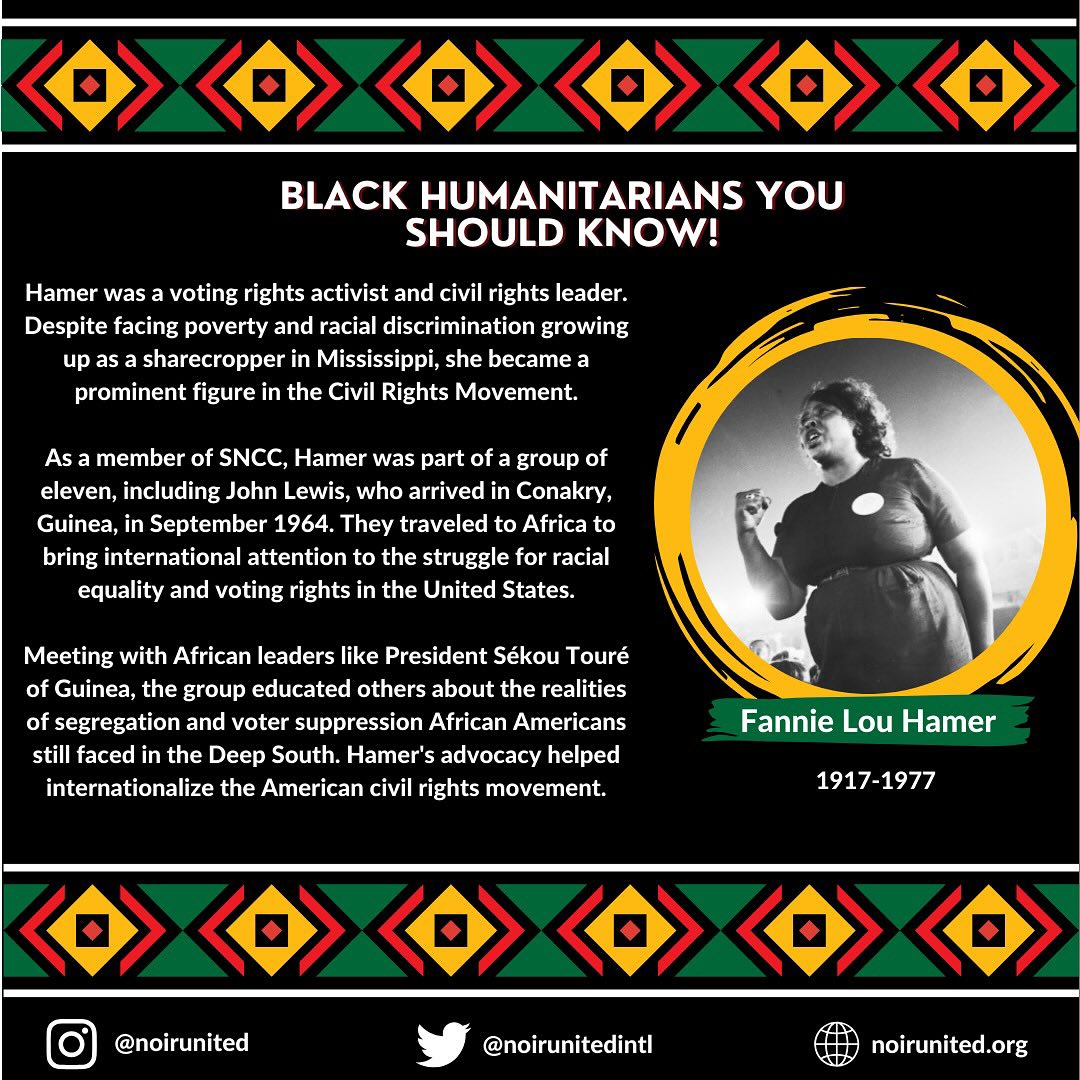 BLACK HUMANITARIANS YOU
SHOULD KNOW!
Hamer was a voting rights activist and civil rights leader.
Despite facing poverty and racial discrimination growing
up as a sharecropper in Mississippi, she became a
prominent figure in the Civil Rights Movement.
As a member of SNCC, Hamer was part of a group of
eleven, including John Lewis, who arrived in Conakry,
Guinea, in September 1964. They traveled to Africa to
bring international attention to the struggle for racial
equality and voting rights in the United States.
Meeting with African leaders like President Sékou Touré
of Guinea, the group educated others about the realities
of segregation and voter suppression African Americans
still faced in the Deep South. Hamer's advocacy helped
internationalize the American civil rights movement.
Fannie Lou Hamer
1917-1977
@noirunited
@noirunitedintl
noirunited.org